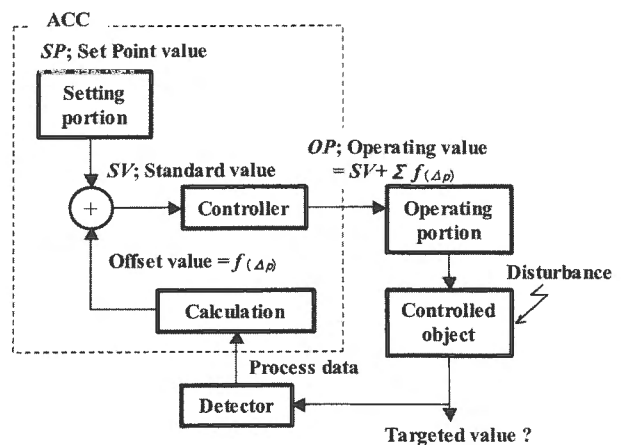 ACC
SP; Set Point value
Setting
portion
SV; Standard value
OP; Operating value
= SV+ Σ f(Δp)
+
Controller
Operating
portion
Offset value = f(Δp)
Disturbance
Calculation
Controlled
object
Process data
Detector
Targeted value ?